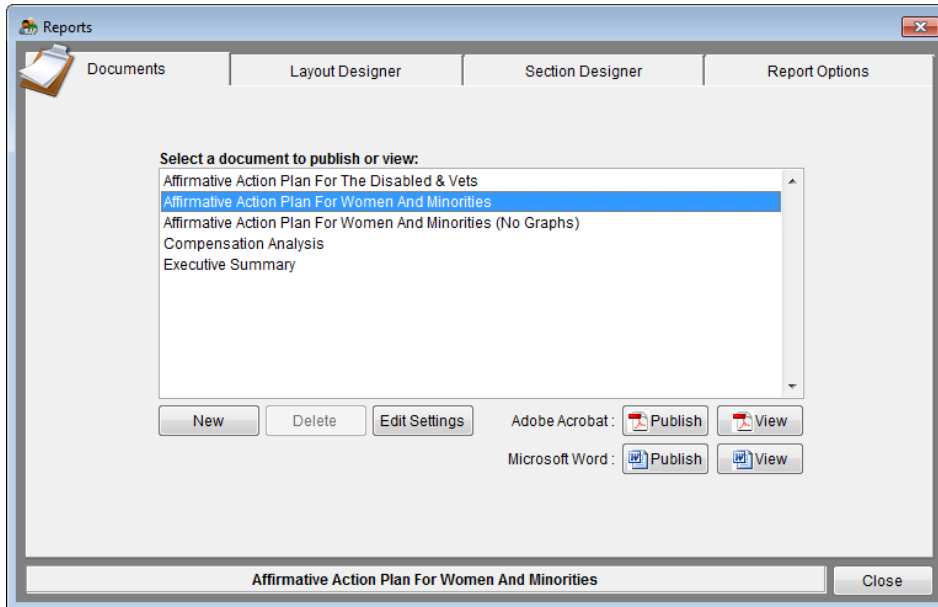 Reports
Documents Layout Designer Section Designer Report Options
Select a document to publish or view:
Affirmative Action Plan For The Disabled & Vets
Affirmative Action Plan For Women And Minorities
Affirmative Action Plan For Women And Minorities (No Graphs)
Compensation Analysis
Executive Summary
New Delete Edit Settings Adobe Acrobat : Publish View
Microsoft Word : Publish View
Affirmative Action Plan For Women And Minorities Close